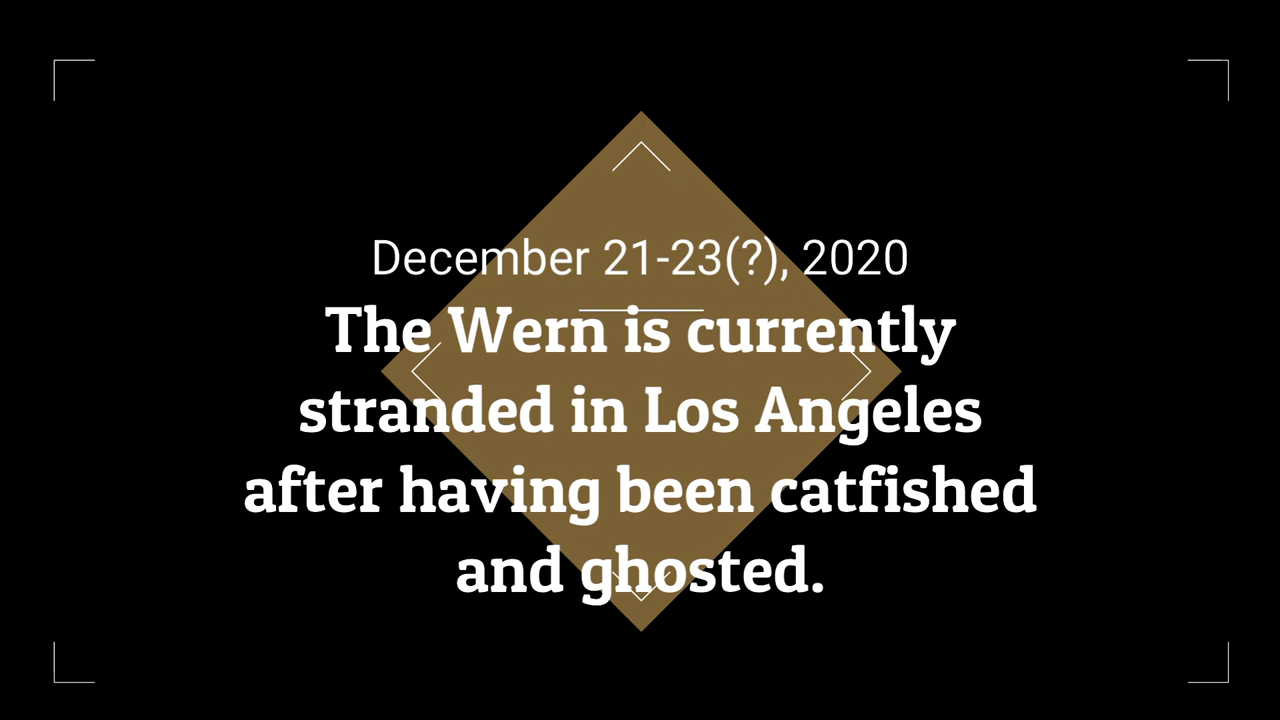 December 21-23(?), 2020
The Wern is currently
stranded in Los Angeles
after having been catfished
and ghosted.